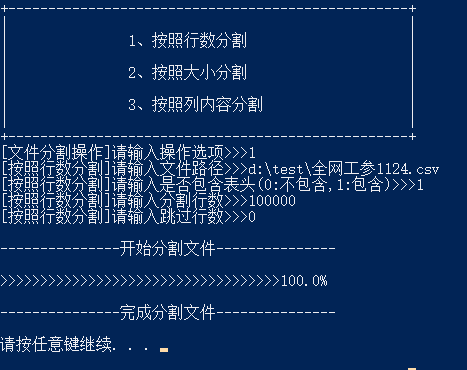 +--------------------------------------------------+
1、按照行数分割
2、按照大小分割
3、按照列内容分割
+--------------------------------------------------+
[文件分割操作]请输入操作选项>>>1
[按照行数分割]请输入文件路径>>>d:\test\全网工参1124.csv
[按照行数分割]请输入是否包含表头(0:不包含,1:包含)>>>1
[按照行数分割]请输入分割行数>>>100000
[按照行数分割]请输入跳过行数>>>0
---------------开始分割文件---------------
>>>>>>>>>>>>>>>>>>>>>>>>>>>>>>>>>>>100.0%
---------------完成分割文件---------------
请按任意键继续. . .